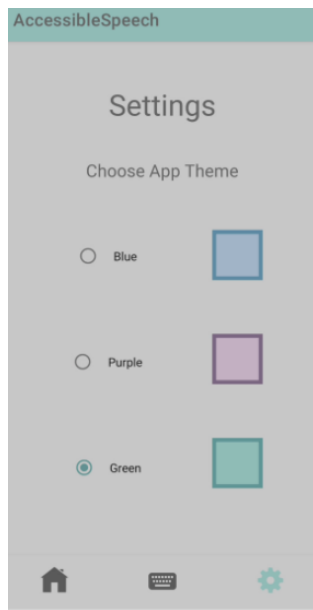 AccessibleSpeech
Settings
Choose App Theme
Blue
Purple
Green